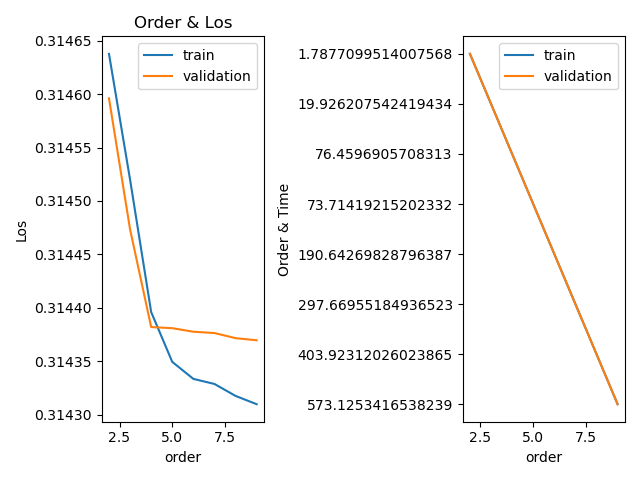 Order & Los
0.31465
0.31460
0.31455
0.31450
0.31445
0.31440
0.31435
0.31430
Los
2.5
5.0
7.5
order
train
validation
1.7877099514007568
19.926207542419434
76.4596905708313
73.71419215202332
190.64269828796387
297.66955184936523
403.92312026023865
573.1253416538239
Order & Time
2.5
5.0
7.5
order
train
validation